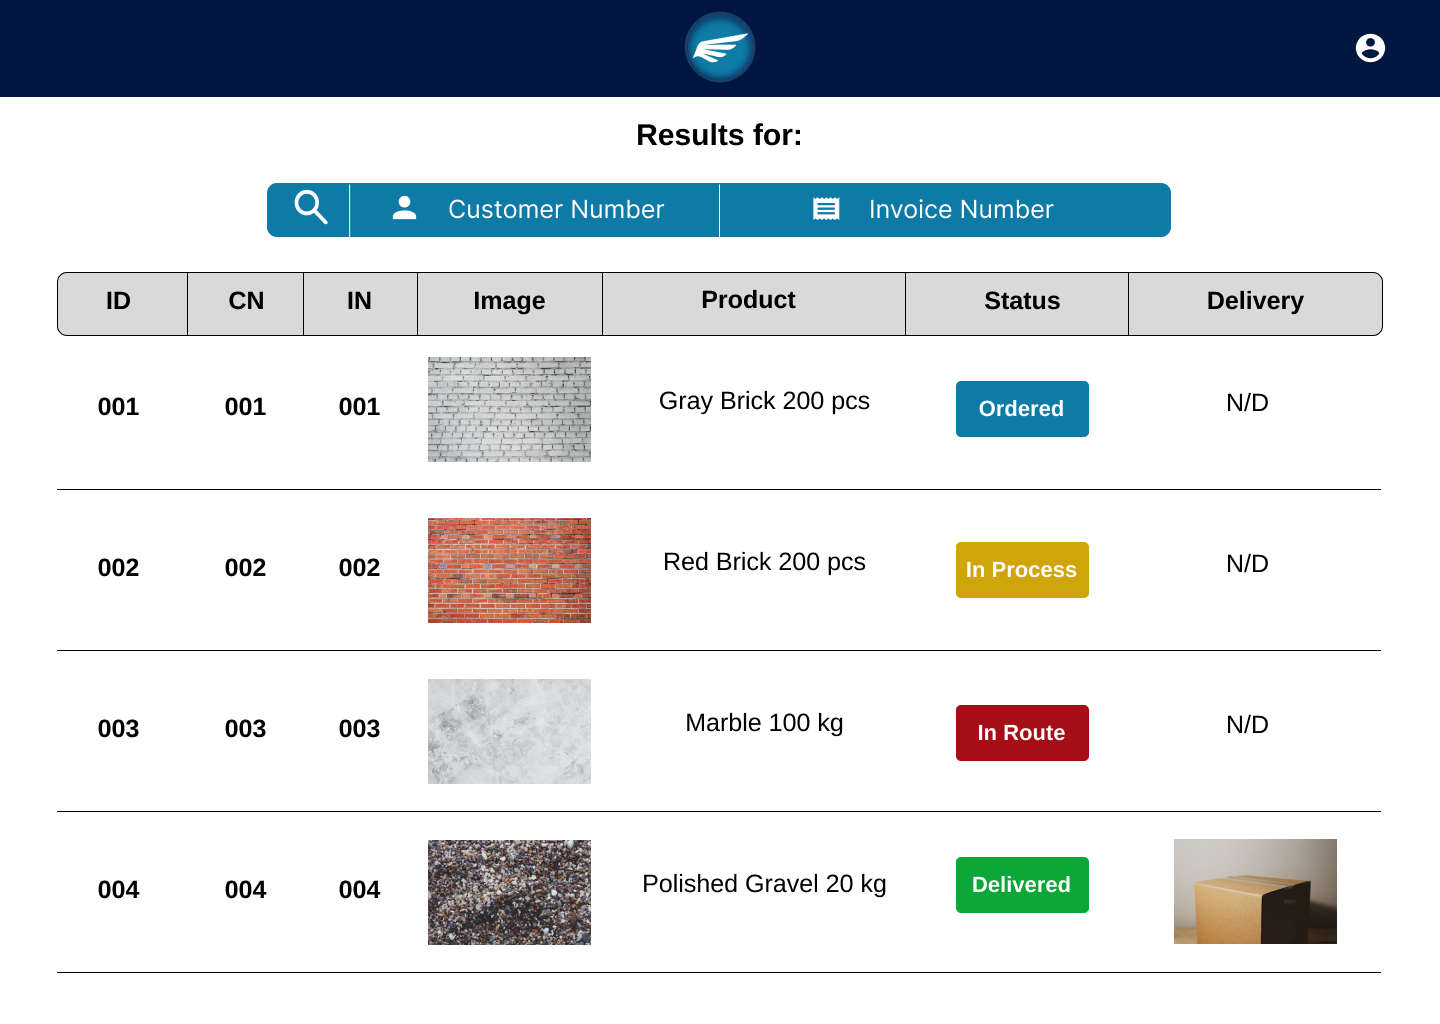 Results for:
Customer Number Invoice Number
ID CN IN Image Product Status Delivery
001 001 001 Gray Brick 200 pcs Ordered N/D
002 002 002 Red Brick 200 pcs In Process N/D
003 003 003 Marble 100 kg In Route N/D
004 004 004 Polished Gravel 20 kg Delivered